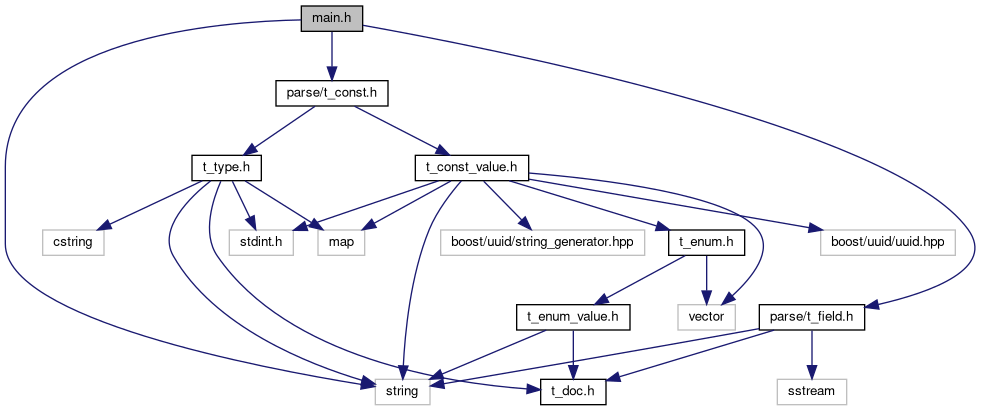 main.h
parse/t_const.h
t_type.h
t_const_value.h
cstring
stdint.h
map
boost/uuid/string_generator.hpp
t_enum.h
boost/uuid/uuid.hpp
t_enum_value.h
vector
parse/t_field.h
string
t_doc.h
sstream